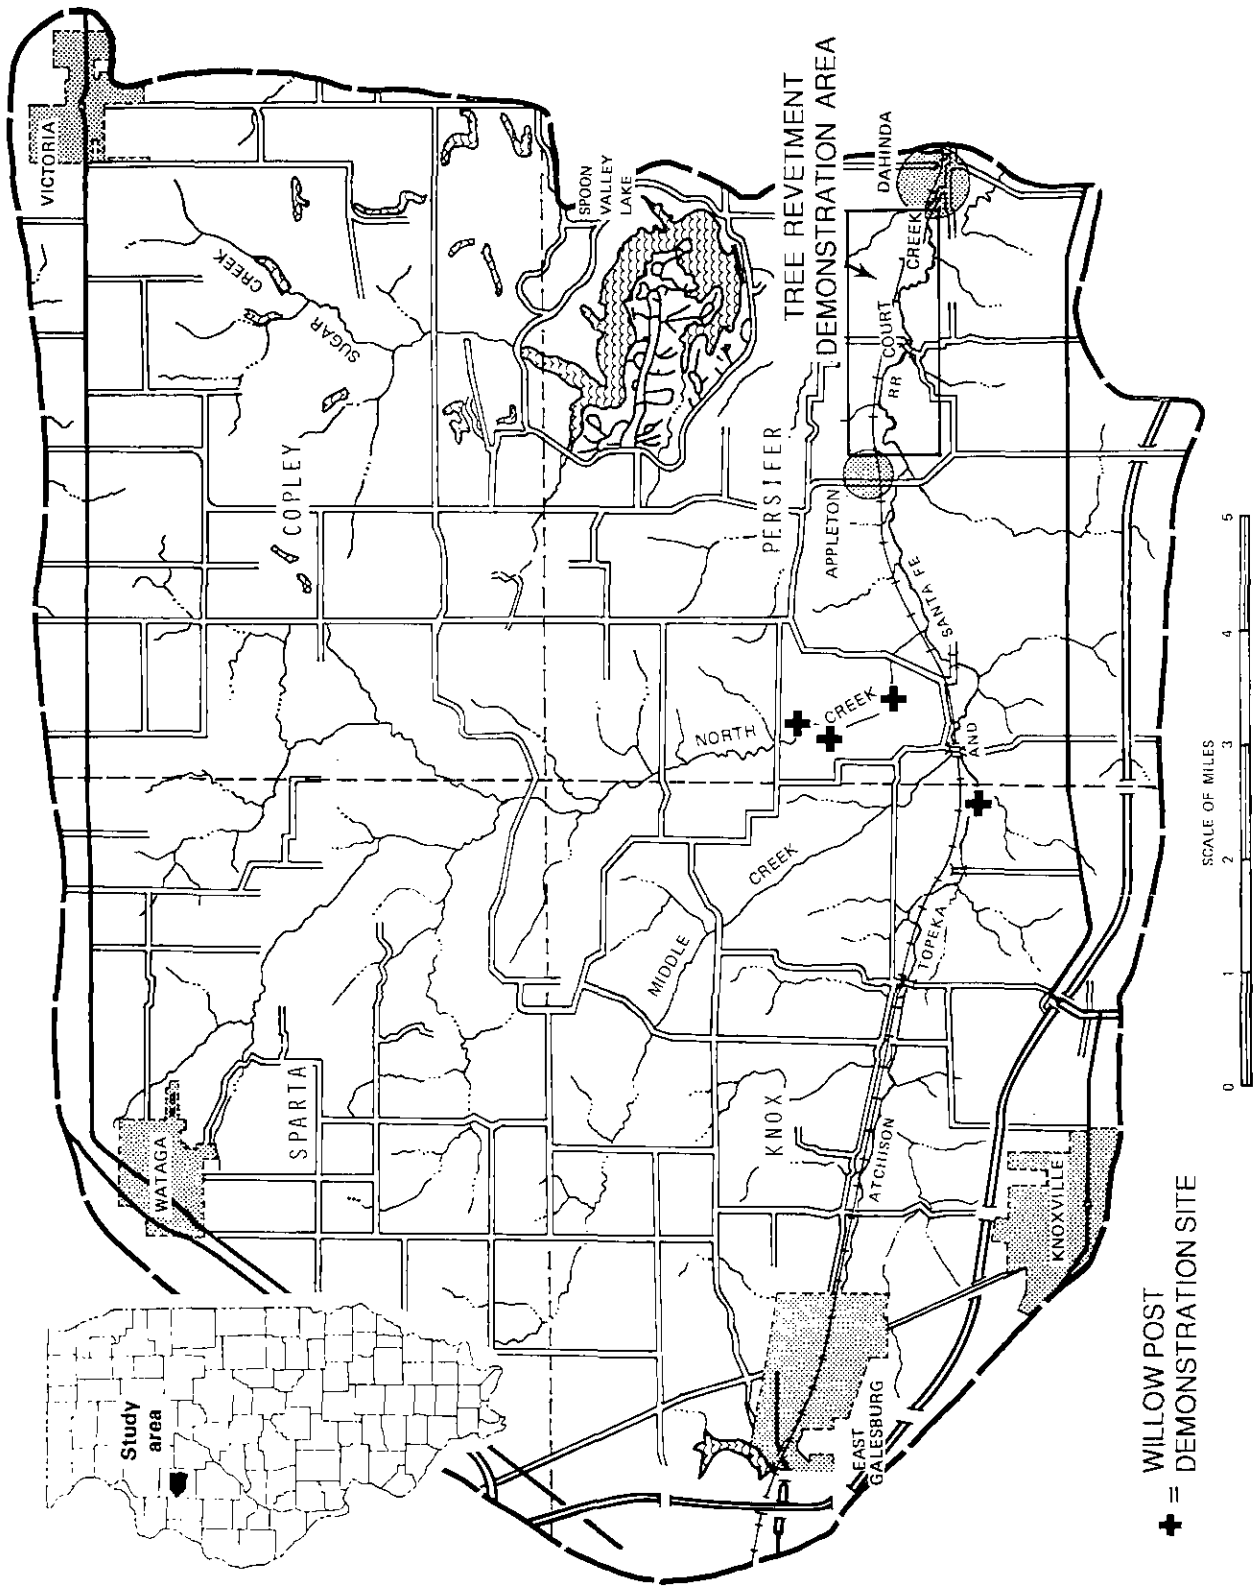 VICTORIA
SUGAR
CREEK
COPLEY
SPOON
VALLEY
LAKE
TREE REVETMENT
DEMONSTRATION AREA
DAHINDA
COURT
CREEK
RR
PERSIFER
APPLETON
SANTA FE
AND
NORTH
CREEK
MIDDLE
CREEK
TOPEKA
ATCHISON
SPARTA
WATAGA
KNOX
KNOXVILLE
EAST
GALESBURG
Study
area
SCALE OF MILES
0 1 2 3 4 5
✚ = WILLOW POST
DEMONSTRATION SITE